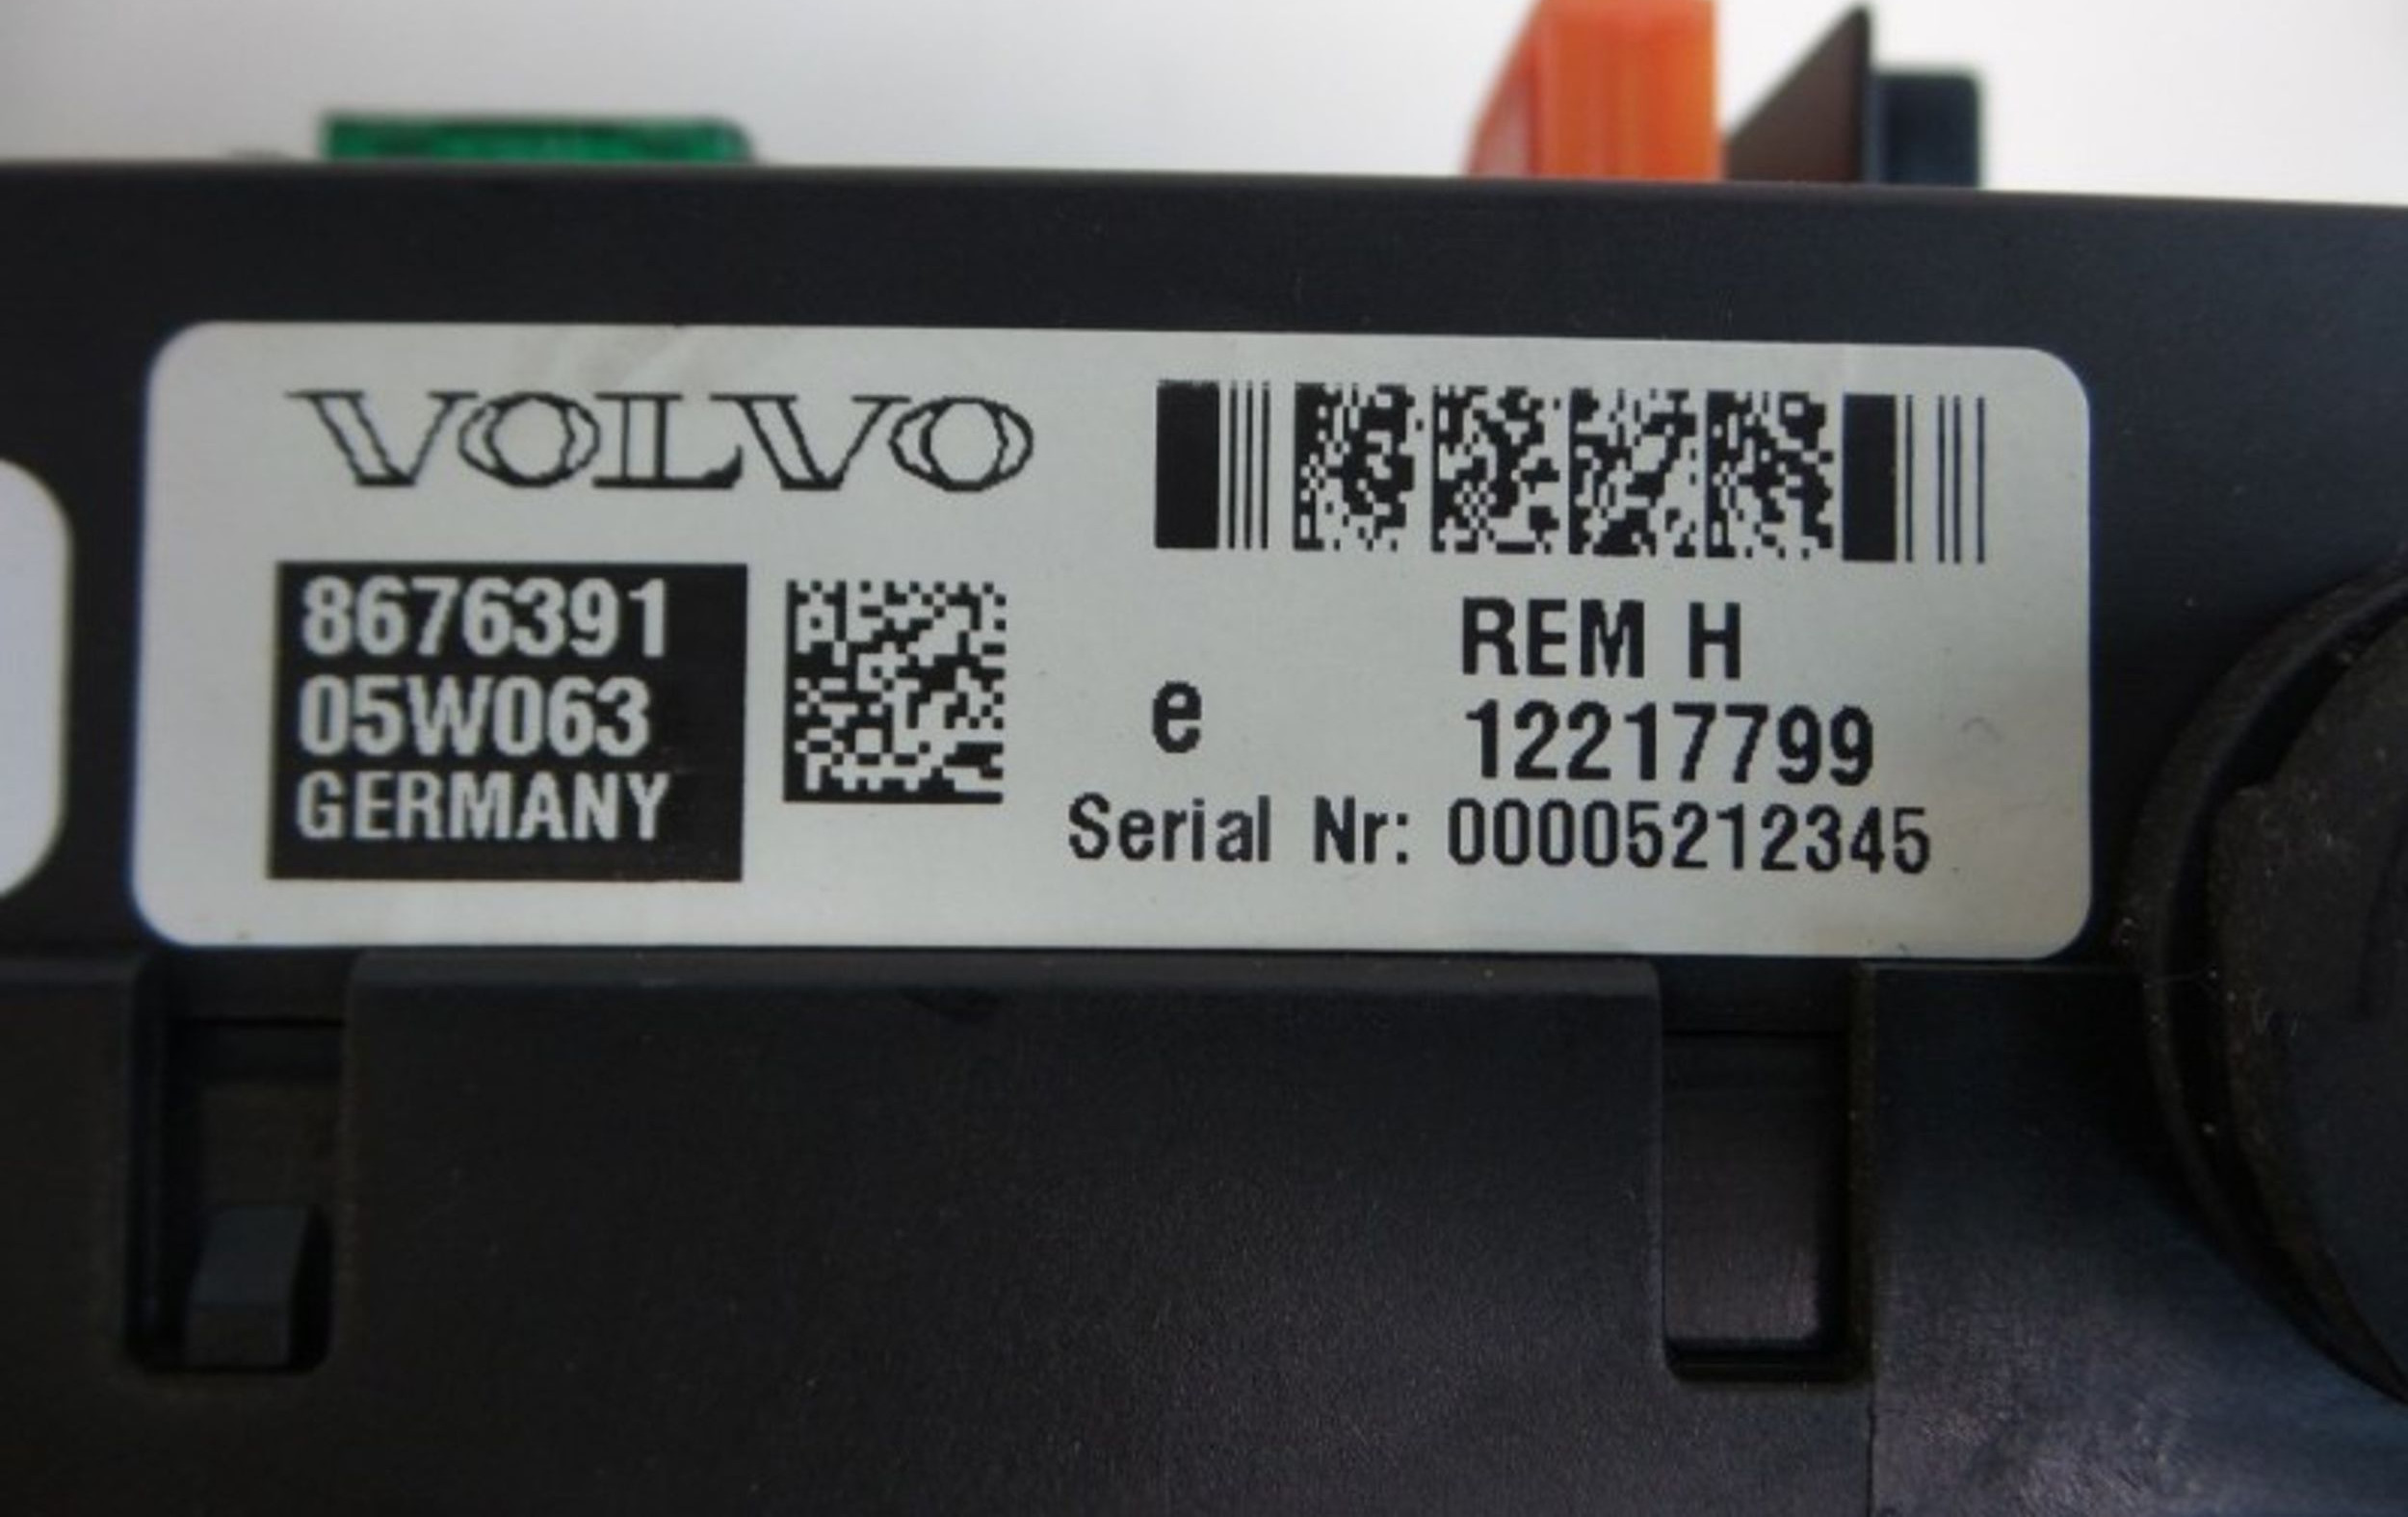 VOLVO
8676391
05W063
GERMANY
REM H
e
12217799
Serial Nr: 00005212345